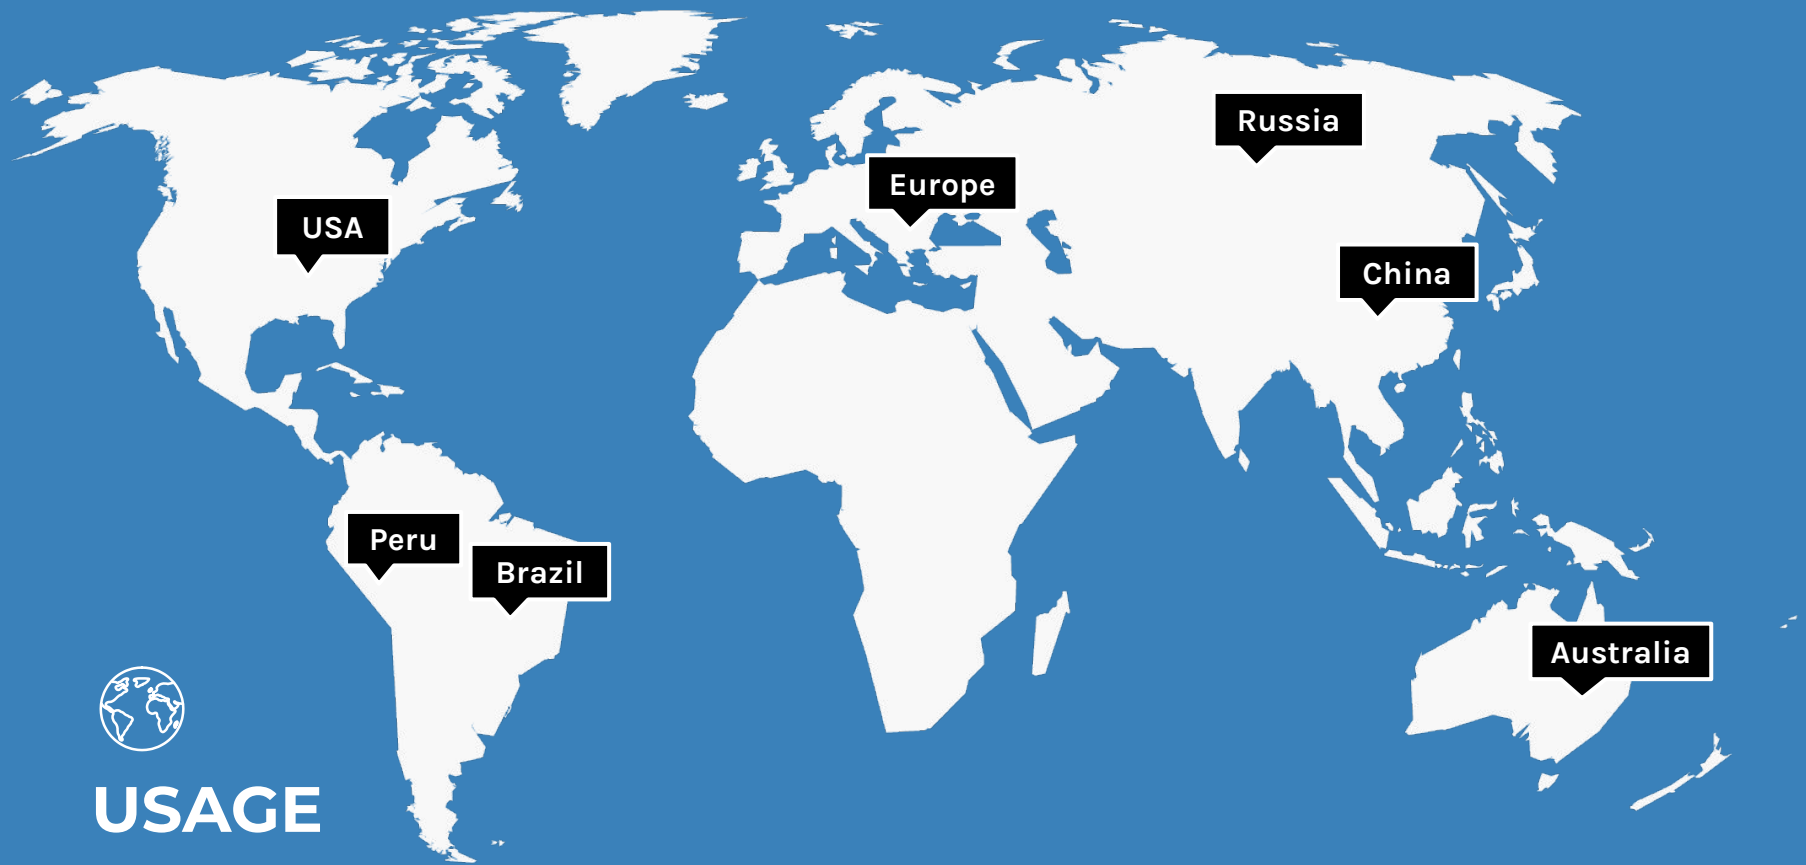 Russia
Europe
USA
China
Peru
Brazil
Australia
USAGE